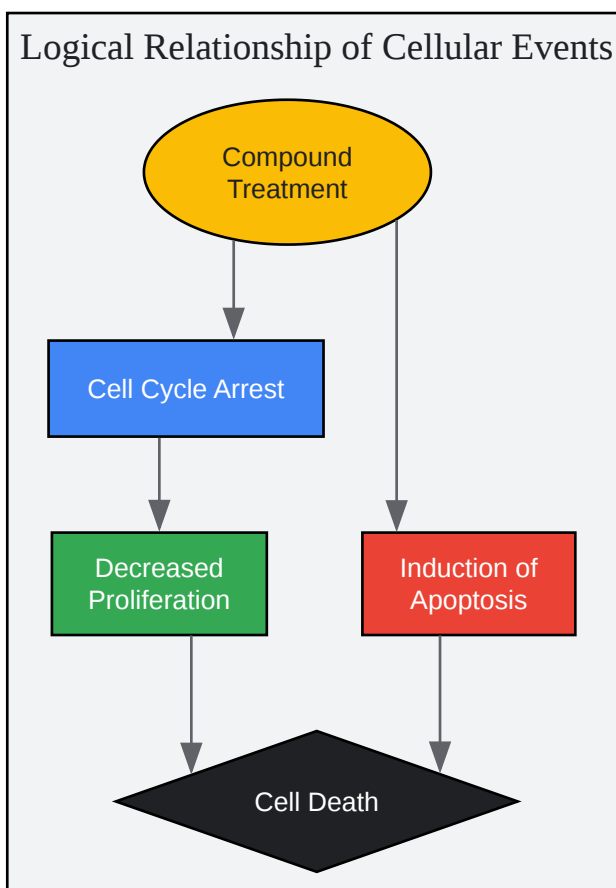 Logical Relationship of Cellular Events
Compound
Treatment
Cell Cycle Arrest
Decreased
Proliferation
Induction of
Apoptosis
Cell Death